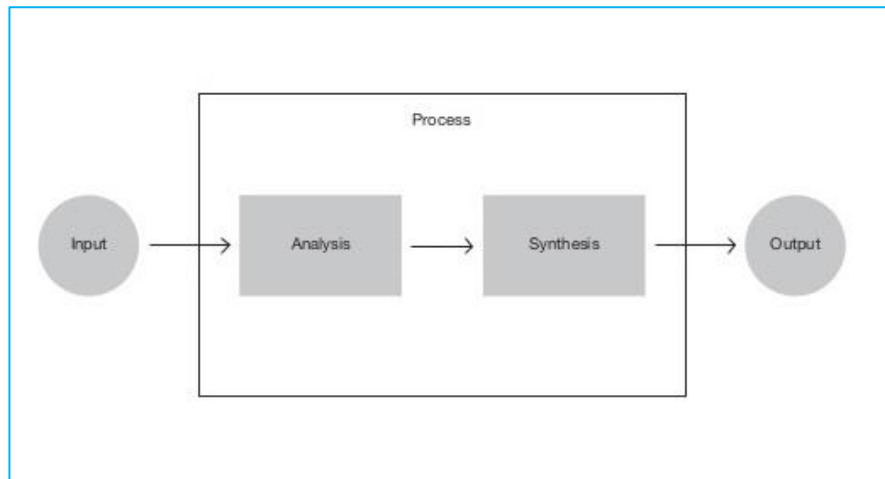 Process
Input
Analysis
Synthesis
Output